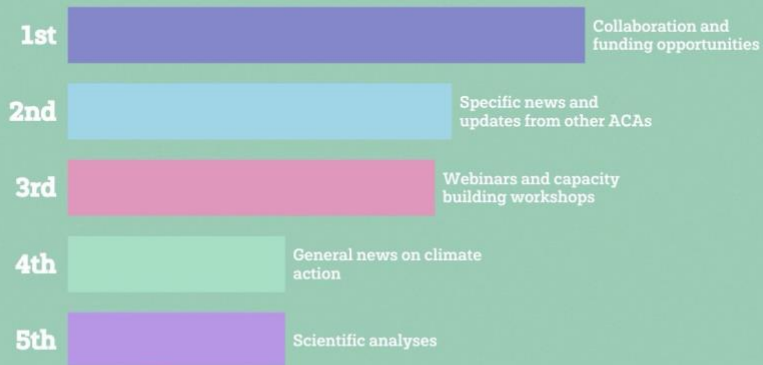 1st
Collaboration and
funding opportunities
2nd
Specific news and
updates from other ACAs
3rd
Webinars and capacity
building workshops
4th
General news on climate
action
5th
Scientific analyses